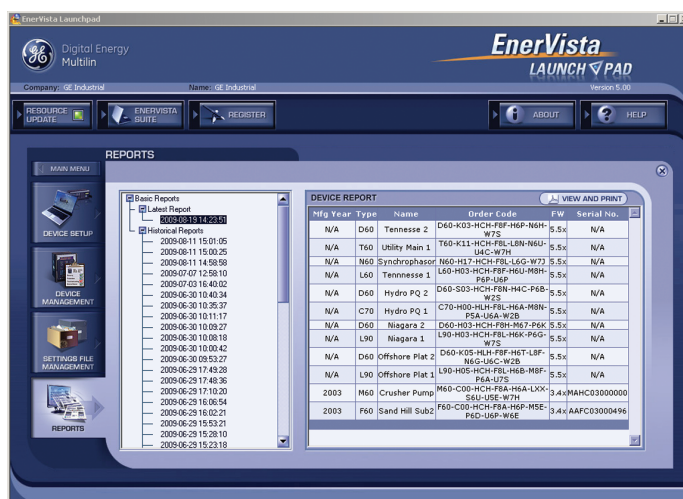 EnerVista Launchpad
Digital Energy
Multilin
EnerVista
LAUNCH PAD
Company: GE Industrial
Name: GE Industrial
Version 5.00
RESOURCE UPDATE
ENERVISTA SUITE
REGISTER
ABOUT
HELP
REPORTS
MAIN MENU
DEVICE SETUP
DEVICE MANAGEMENT
SETTINGS FILE MANAGEMENT
REPORTS
Basic Reports
Latest Report
2009-08-19 14:23:51
Historical Reports
2009-08-11 15:01:05
2009-08-11 15:00:25
2009-08-11 14:58:58
2009-07-07 12:58:10
2009-07-03 16:40:02
2009-06-30 10:40:34
2009-06-30 10:35:37
2009-06-30 10:11:17
2009-06-30 10:09:27
2009-06-30 10:08:18
2009-06-30 10:00:42
2009-06-30 09:53:27
2009-06-29 17:49:28
2009-06-29 17:48:36
2009-06-29 17:10:20
2009-06-29 16:06:54
2009-06-29 16:02:21
2009-06-29 15:53:21
2009-06-29 15:28:10
2009-06-29 15:23:18
DEVICE REPORT
VIEW AND PRINT
Mfg Year Type Name Order Code FW Serial No.
N/A D60 Tennesse 2 D60-K03-HCH-F8F-H6P-N6H-W7S 5.5x N/A
N/A T60 Utility Main 1 T60-K11-HCH-F8L-L8N-N6U-U4C-W7H 5.5x N/A
N/A N60 Synchrophasor N60-H17-HCH-F8L-L6G-W7J 5.5x N/A
N/A L60 Tennnesse 1 L60-H03-HCH-F8F-H6U-M8H-P6P-U6P 5.5x N/A
N/A D60 Hydro PQ 2 D60-S03-HCH-F8N-H4C-P6B-W2S 5.5x N/A
N/A C70 Hydro PQ 1 C70-H00-HLH-F8L-H6A-M8N-P5A-U6A-W2B 5.5x N/A
N/A D60 Niagara 2 D60-H03-HCH-F8H-M67-P6K 5.5x N/A
N/A L90 Niagara 1 L90-H03-HCH-F8L-H6K-P6G-W7S 5.5x N/A
N/A D60 Offshore Plat 2 D60-K05-HLH-F8F-H6T-L8F-N6G-U6C-W2B 5.5x N/A
N/A L90 Offshore Plat 1 L90-H05-HCH-F8L-H6B-M8F-P6A-U7S 5.5x N/A
2003 M60 Crusher Pump M60-C00-HCH-F8A-H6A-LXX-S6U-U5E-W7H 3.4x MAHC03000000
2003 F60 Sand Hill Sub2 F60-C00-HCH-F8A-H6P-M5E-P6D-U6P-W6E 3.4x AAFC03000496